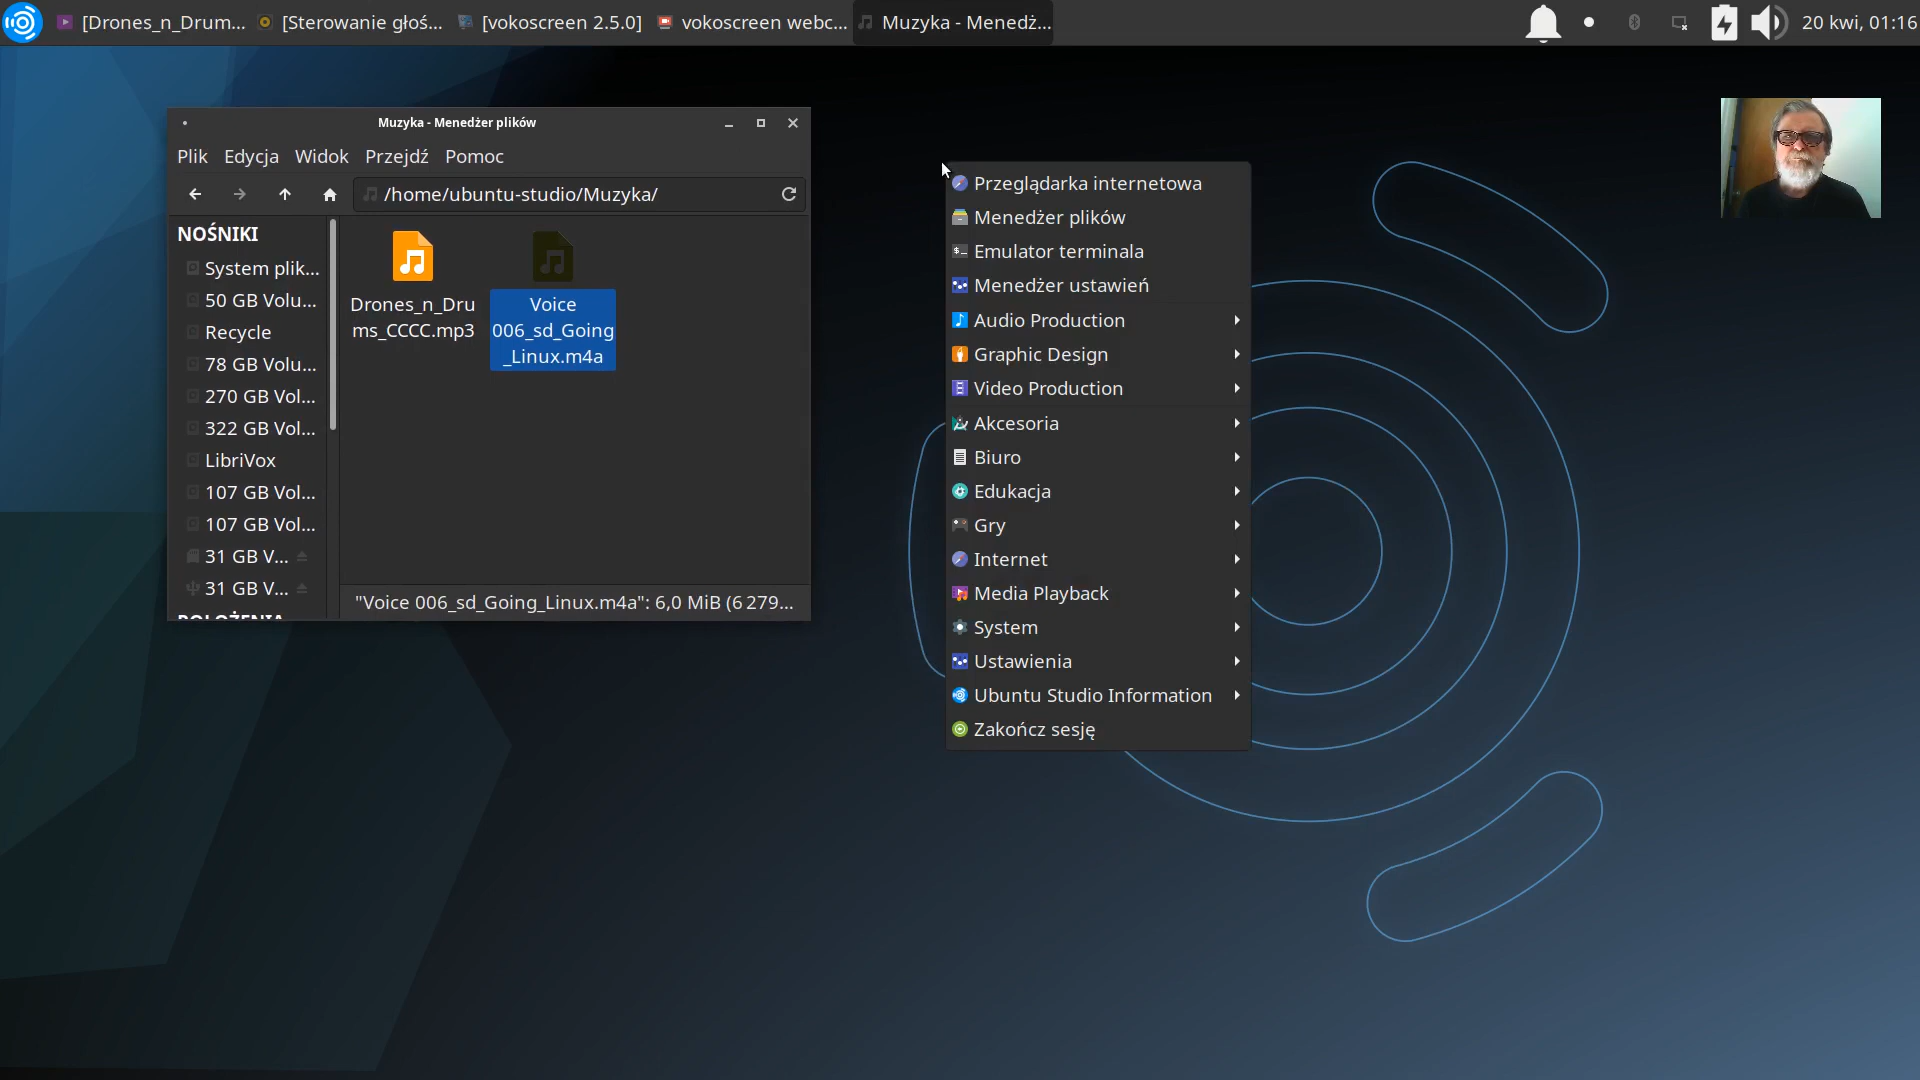 [Drones_n_Drum... [Sterowanie głoś... [vokoscreen 2.5.0] vokoscreen webc... Muzyka - Menedż... 20 kwi, 01:16
Muzyka - Menedżer plików
Plik Edycja Widok Przejdź Pomoc
/home/ubuntu-studio/Muzyka/
NOŚNIKI
System plik...
50 GB Volu...
Recycle
78 GB Volu...
270 GB Vol...
322 GB Vol...
LibriVox
107 GB Vol...
107 GB Vol...
31 GB V...
31 GB V...
POŁOŻENIA
Drones_n_Dru
ms_CCCC.mp3
Voice
006_sd_Going
_Linux.m4a
"Voice 006_sd_Going_Linux.m4a": 6,0 MiB (6 279...
Przeglądarka internetowa
Menedżer plików
Emulator terminala
Menedżer ustawień
Audio Production
Graphic Design
Video Production
Akcesoria
Biuro
Edukacja
Gry
Internet
Media Playback
System
Ustawienia
Ubuntu Studio Information
Zakończ sesję